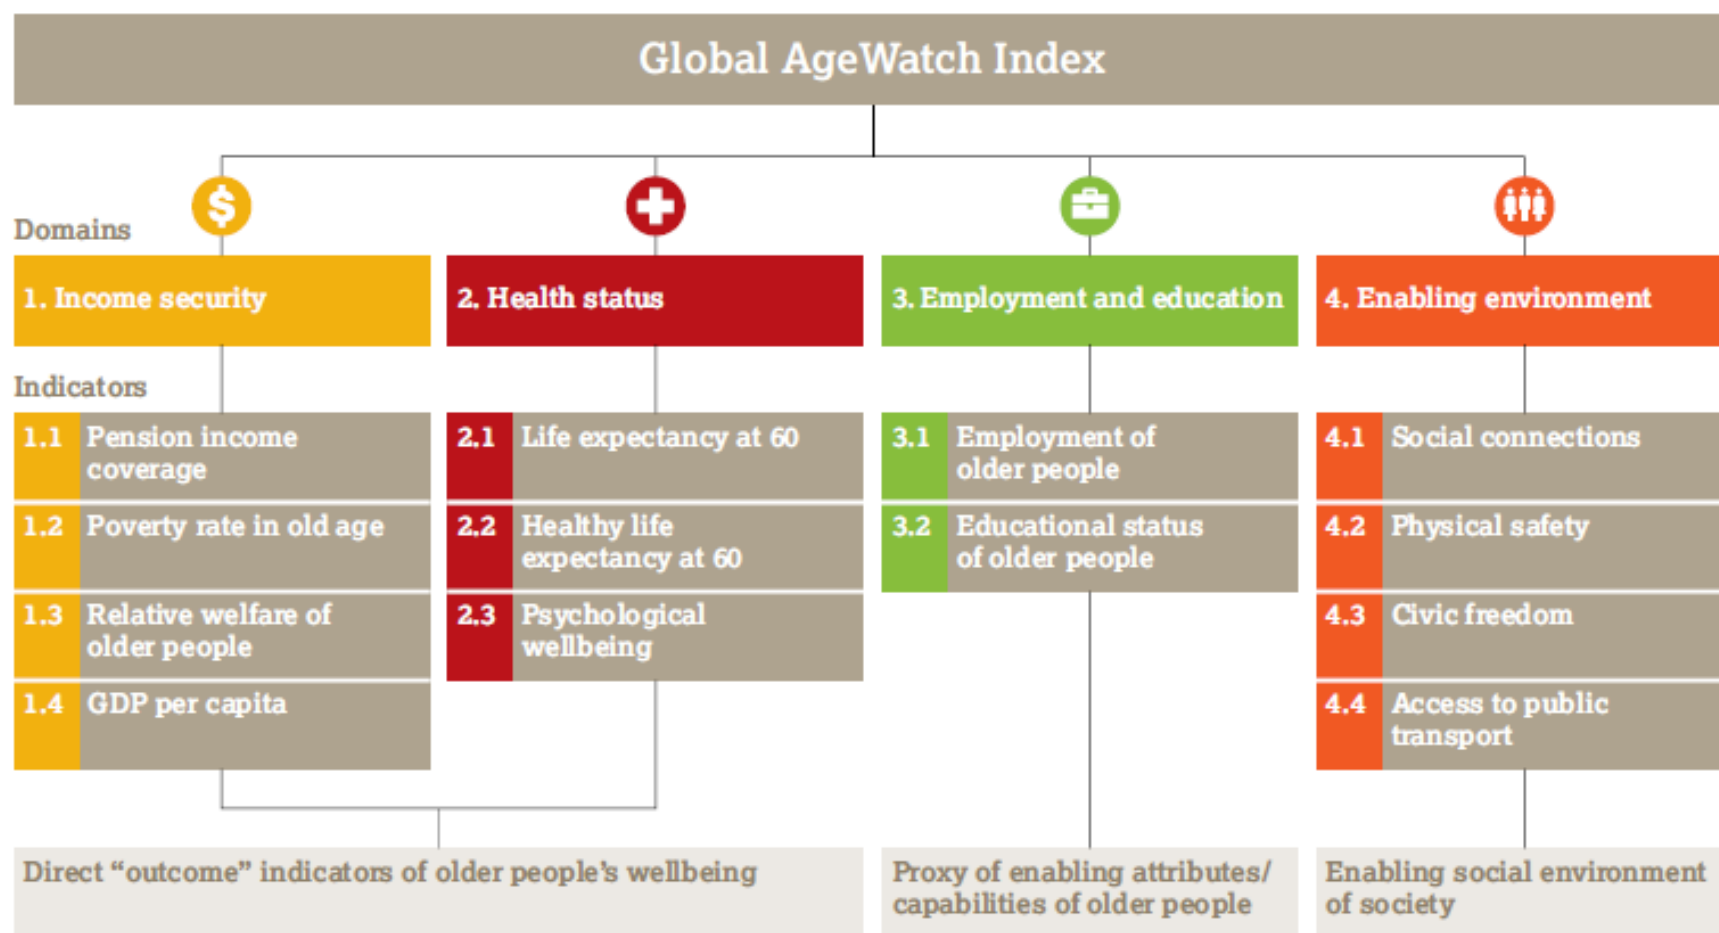 Global AgeWatch Index
$
Domains
1. Income security
2. Health status
3. Employment and education
4. Enabling environment
Indicators
1.1 Pension income
coverage
1.2 Poverty rate in old age
1.3 Relative welfare of
older people
1.4 GDP per capita
2.1 Life expectancy at 60
2.2 Healthy life
expectancy at 60
2.3 Psychological
wellbeing
3.1 Employment of
older people
3.2 Educational status
of older people
4.1 Social connections
4.2 Physical safety
4.3 Civic freedom
4.4 Access to public
transport
Direct “outcome” indicators of older people’s wellbeing
Proxy of enabling attributes/
capabilities of older people
Enabling social environment
of society